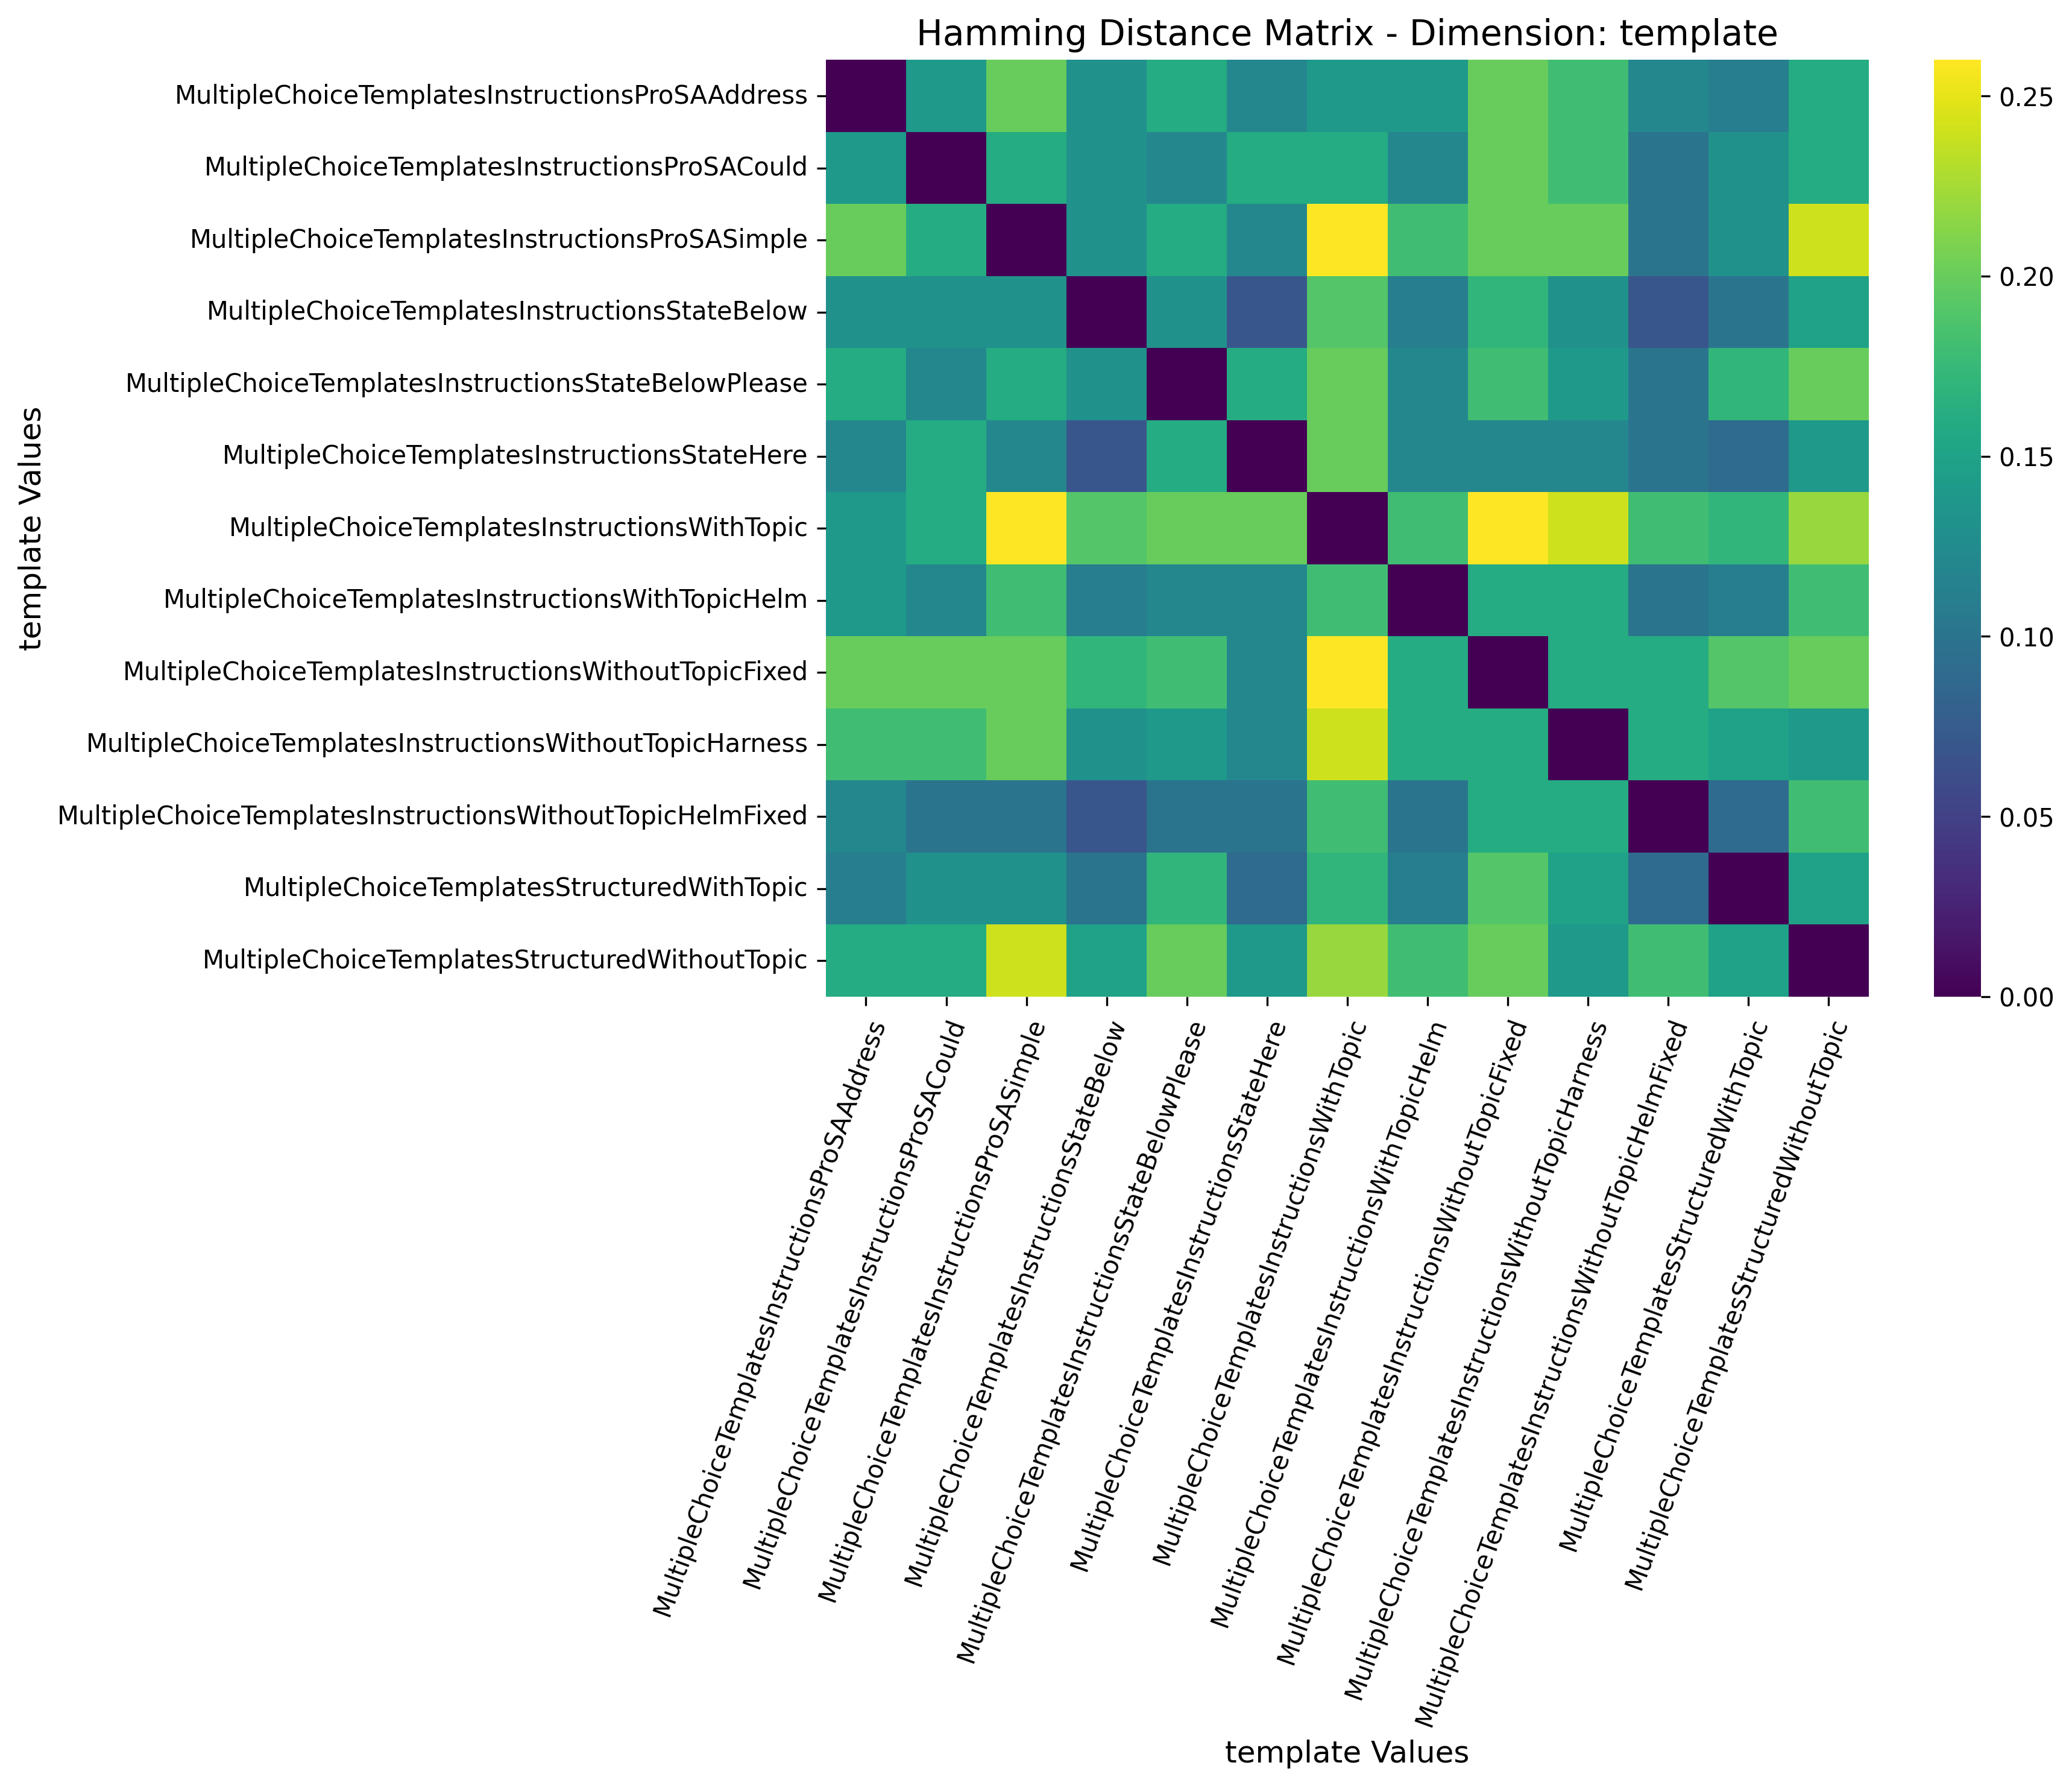 Hamming Distance Matrix - Dimension: template
MultipleChoiceTemplatesInstructionsProSAAddress
MultipleChoiceTemplatesInstructionsProSACould
MultipleChoiceTemplatesInstructionsProSASimple
MultipleChoiceTemplatesInstructionsStateBelow
MultipleChoiceTemplatesInstructionsStateBelowPlease
MultipleChoiceTemplatesInstructionsStateHere
MultipleChoiceTemplatesInstructionsWithTopic
MultipleChoiceTemplatesInstructionsWithTopicHelm
MultipleChoiceTemplatesInstructionsWithoutTopicFixed
MultipleChoiceTemplatesInstructionsWithoutTopicHarness
MultipleChoiceTemplatesInstructionsWithoutTopicHelmFixed
MultipleChoiceTemplatesStructuredWithTopic
MultipleChoiceTemplatesStructuredWithoutTopic
template Values
0.25
0.20
0.15
0.10
0.05
0.00
MultipleChoiceTemplatesInstructionsProSAAddress
MultipleChoiceTemplatesInstructionsProSACould
MultipleChoiceTemplatesInstructionsProSASimple
MultipleChoiceTemplatesInstructionsStateBelow
MultipleChoiceTemplatesInstructionsStateBelowPlease
MultipleChoiceTemplatesInstructionsStateHere
MultipleChoiceTemplatesInstructionsWithTopic
MultipleChoiceTemplatesInstructionsWithTopicHelm
MultipleChoiceTemplatesInstructionsWithoutTopicFixed
MultipleChoiceTemplatesInstructionsWithoutTopicHarness
MultipleChoiceTemplatesInstructionsWithoutTopicHelmFixed
MultipleChoiceTemplatesStructuredWithTopic
MultipleChoiceTemplatesStructuredWithoutTopic
template Values